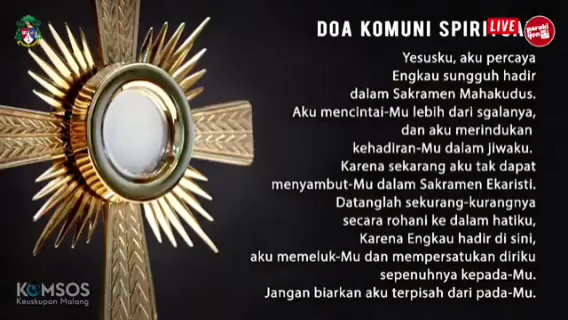 DOA KOMUNI SPIRITUA
LIVE
paroki
ijen
Yesusku, aku percaya
Engkau sungguh hadir
dalam Sakramen Mahakudus.
Aku mencintai-Mu lebih dari sgalanya,
dan aku merindukan
kehadiran-Mu dalam Jiwaku.
Karena sekarang aku tak dapat
menyambut-Mu dalam Sakramen Ekaristi.
Datanglah sekurang-kurangnya
secara rohani ke dalam hatiku,
Karena Engkau hadir di sini,
aku memeluk-Mu dan mempersatukan diriku
sepenuhnya kepada-Mu.
Jangan biarkan aku terpisah dari pada-Mu.
KOMSOS
Keuskupan Malang